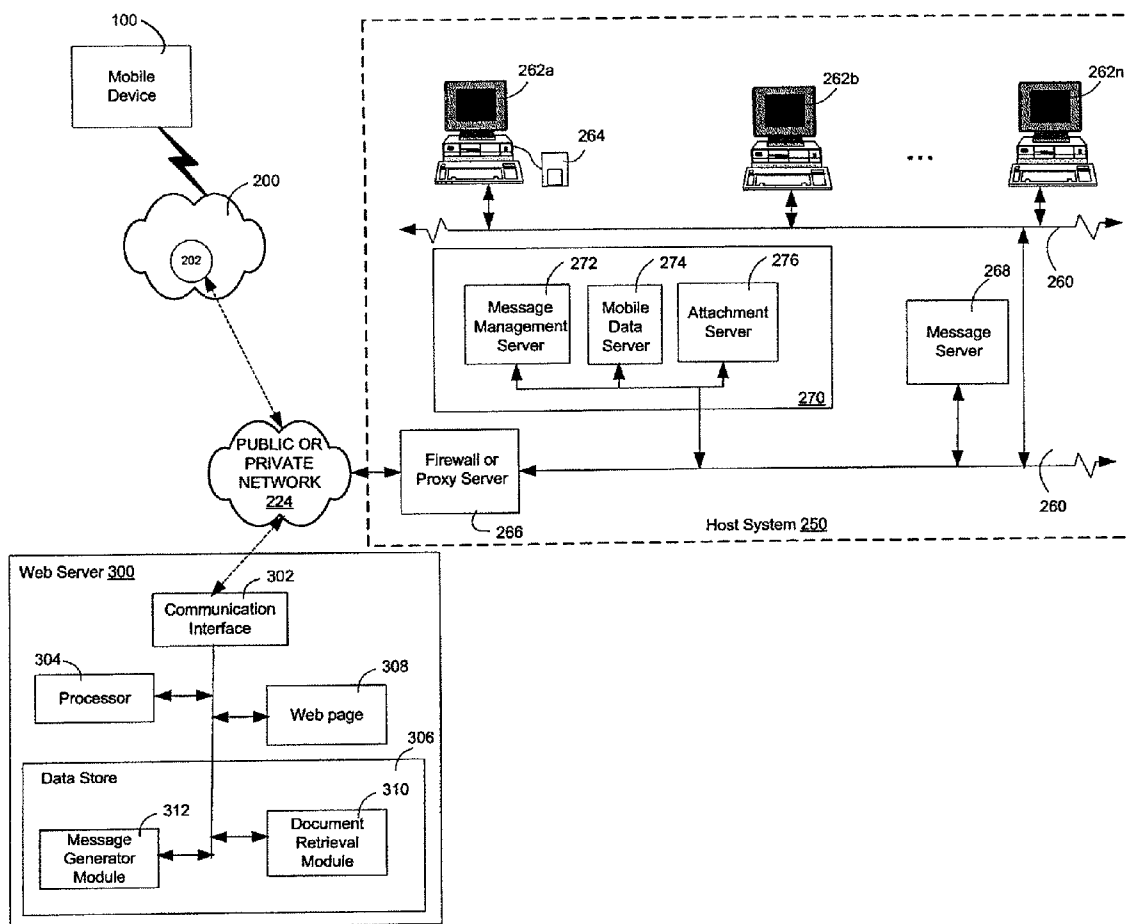 100
Mobile
Device
200
202
262a
262b
262n
264
...
260
272
274
276
268
Message
Management
Server
Mobile
Data
Server
Attachment
Server
Message
Server
270
PUBLIC OR
PRIVATE
NETWORK
224
Firewall or
Proxy Server
266
260
Host System 250
Web Server 300
302
Communication
Interface
304
Processor
308
Web page
306
Data Store
312
310
Message
Generator
Module
Document
Retrieval
Module